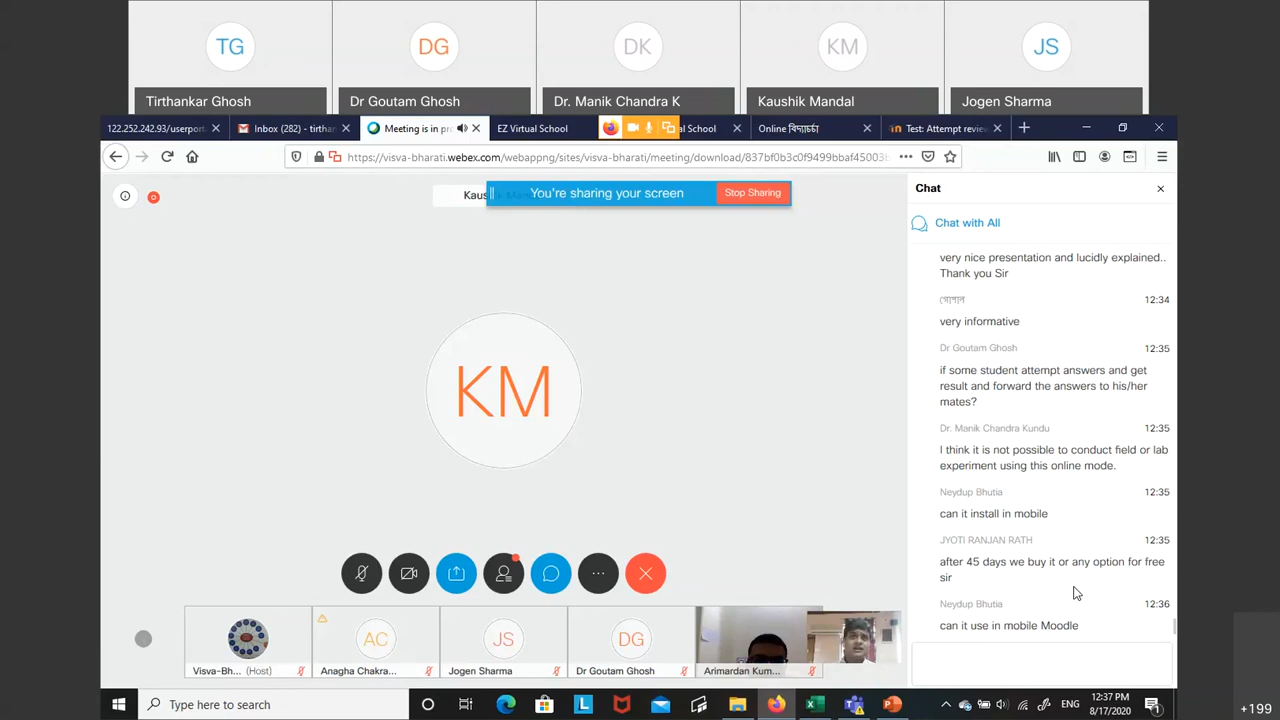 TG
DG
DK
KM
JS
Tirthankar Ghosh
Dr Goutam Ghosh
Dr. Manik Chandra K
Kaushik Mandal
Jogen Sharma
122.252.242.93/userport
Inbox (282) - tirthan
Meeting is in pro
EZ Virtual School
al School
Online বিদ্যাচর্চা
Test: Attempt review
https://visva-bharati.webex.com/webappng/sites/visva-bharati/meeting/download/837bf0b3c0f9499bbaf45003b
You're sharing your screen
Stop Sharing
Chat
Chat with All
very nice presentation and lucidly explained..
Thank you Sir
গোপাল 12:34
very informative
Dr Goutam Ghosh 12:35
if some student attempt answers and get
result and forward the answers to his/her
mates?
Dr. Manik Chandra Kundu 12:35
I think it is not possible to conduct field or lab
experiment using this online mode.
Neydup Bhutia 12:35
can it install in mobile
JYOTI RANJAN RATH 12:35
after 45 days we buy it or any option for free
sir
Neydup Bhutia 12:36
can it use in mobile Moodle
KM
AC
JS
DG
Visva-Bh... (Host)
Anagha Chakra...
Jogen Sharma
Dr Goutam Ghosh
Arimardan Kum...
Type here to search
ENG
12:37 PM
8/17/2020
+199